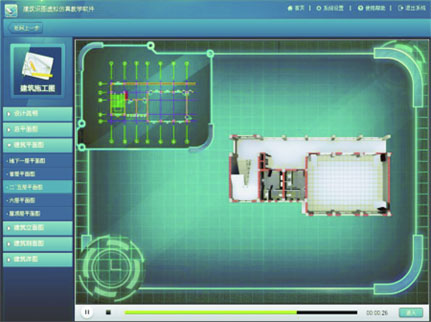 建筑识图虚拟仿真教学软件
首页 | 系统设置 | 使用帮助 | 退出系统
返回上一步
建筑施工图
设计说明
总平面图
建筑平面图
地下一层平面图
首层平面图
二~五层平面图
六层平面图
屋顶层平面图
建筑立面图
建筑剖面图
建筑详图
00:00:26
进入